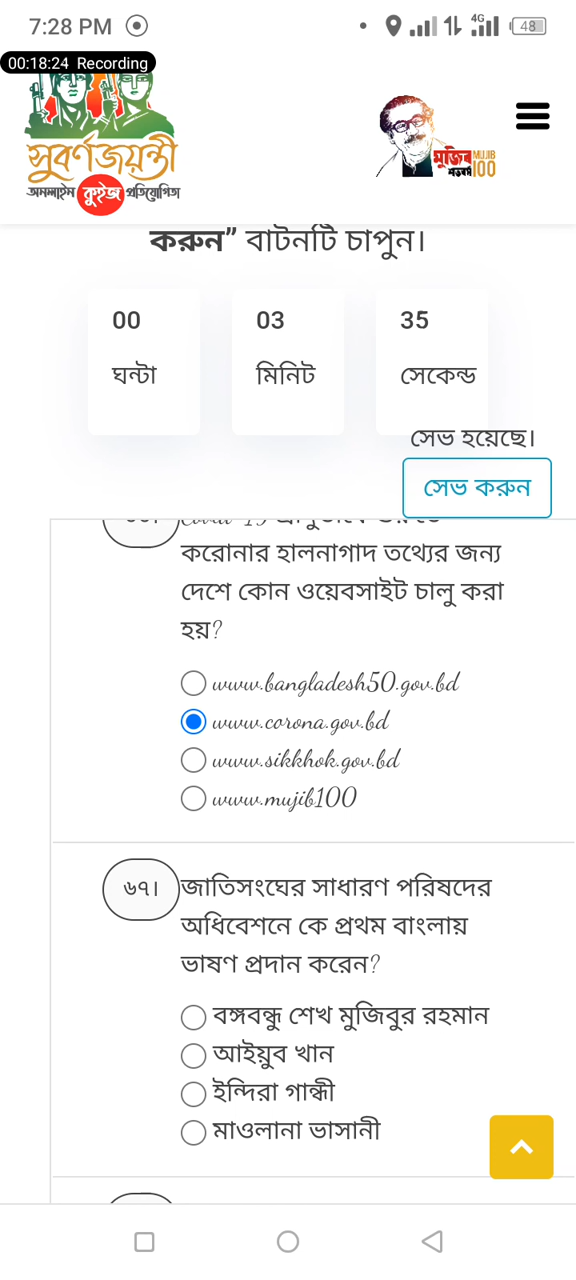 7:28 PM
4G
48
00:18:24 Recording
সুবর্ণজয়ন্তী
অনলাইন কুইজ প্রতিযোগিতা
মুজিব MUJIB
শতবর্ষ 100
করুন” বাটনটি চাপুন।
00 03 35
ঘন্টা মিনিট সেকেন্ড
সেভ হয়েছে।
সেভ করুন
করোনার হালনাগাদ তথ্যের জন্য
দেশে কোন ওয়েবসাইট চালু করা
হয়?
www.bangladesh50.gov.bd
www.corona.gov.bd
www.sikkhok.gov.bd
www.mujib100
৬৭। জাতিসংঘের সাধারণ পরিষদের
অধিবেশনে কে প্রথম বাংলায়
ভাষণ প্রদান করেন?
বঙ্গবন্ধু শেখ মুজিবুর রহমান
আইয়ুব খান
ইন্দিরা গান্ধী
মাওলানা ভাসানী